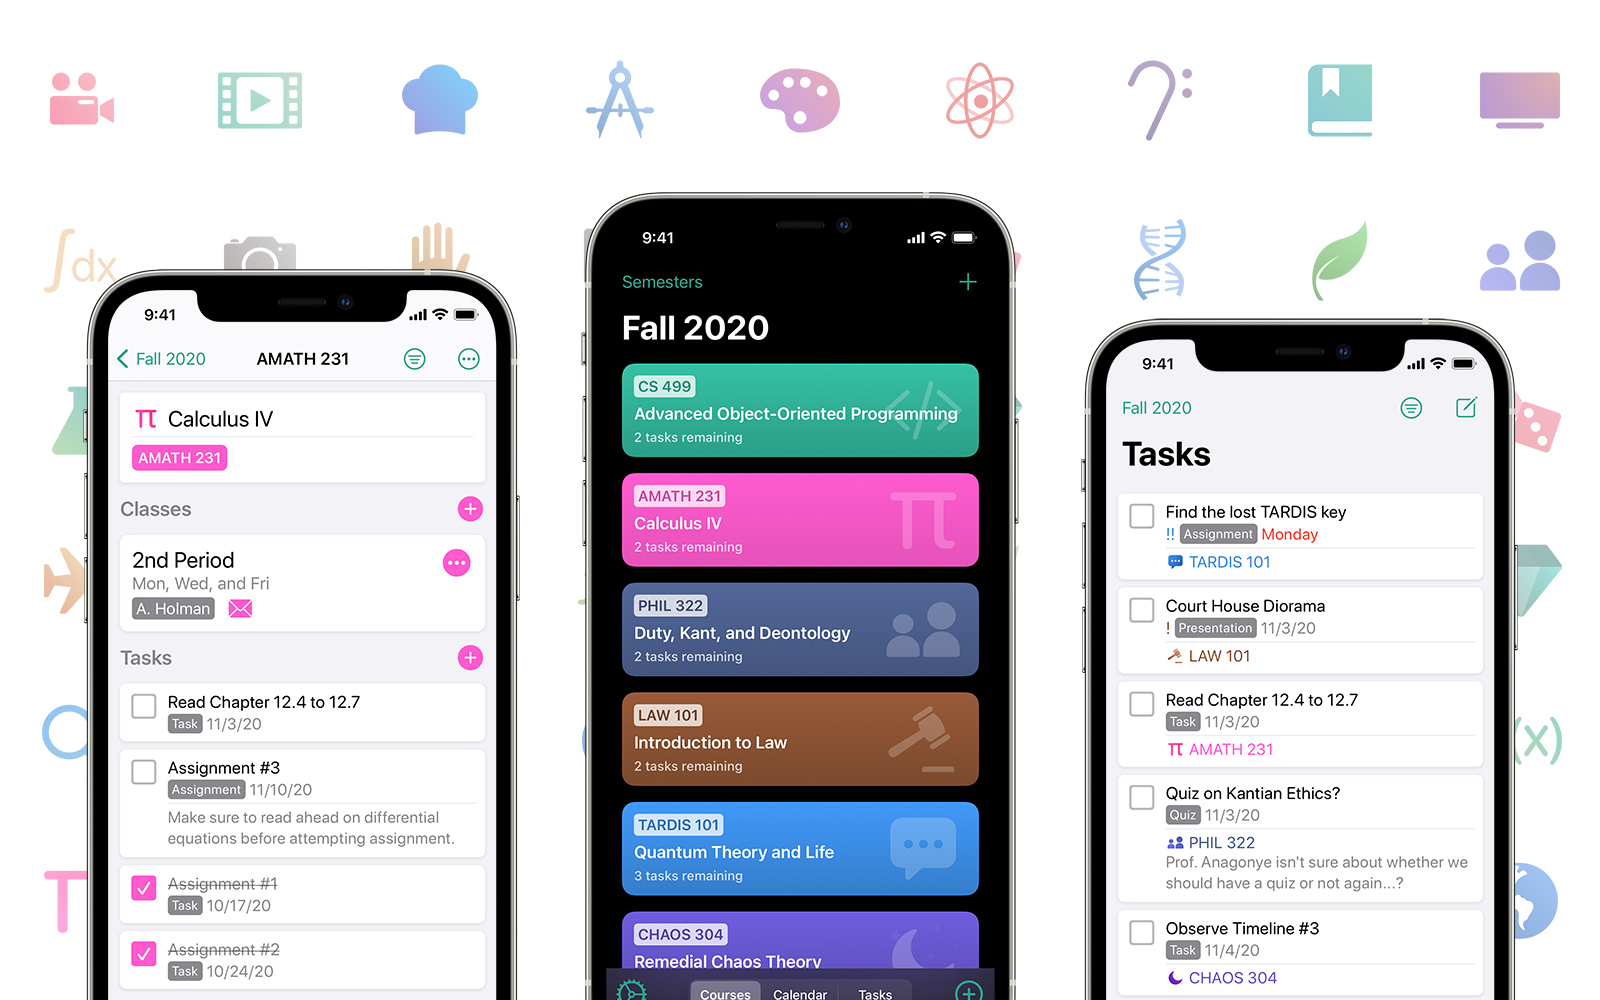 ∫dx
9:41
Fall 2020
AMATH 231
π Calculus IV
AMATH 231
Classes
2nd Period
Mon, Wed, and Fri
A. Holman
Tasks
Read Chapter 12.4 to 12.7
Task 11/3/20
Assignment #3
Assignment 11/10/20
Make sure to read ahead on differential
equations before attempting assignment.
Assignment #1
Task 10/17/20
Assignment #2
Task 10/24/20
9:41
Semesters
Fall 2020
CS 499
Advanced Object-Oriented Programming
2 tasks remaining
</>
AMATH 231
Calculus IV
2 tasks remaining
π
PHIL 322
Duty, Kant, and Deontology
2 tasks remaining
LAW 101
Introduction to Law
2 tasks remaining
TARDIS 101
Quantum Theory and Life
3 tasks remaining
CHAOS 304
Remedial Chaos Theory
Courses Calendar Tasks
9:41
Fall 2020
Tasks
Find the lost TARDIS key
!! Assignment Monday
TARDIS 101
Court House Diorama
! Presentation 11/3/20
LAW 101
Read Chapter 12.4 to 12.7
Task 11/3/20
π AMATH 231
Quiz on Kantian Ethics?
Quiz 11/3/20
PHIL 322
Prof. Anagonye isn't sure about whether we
should have a quiz or not again...?
Observe Timeline #3
Task 11/4/20
CHAOS 304
(x)